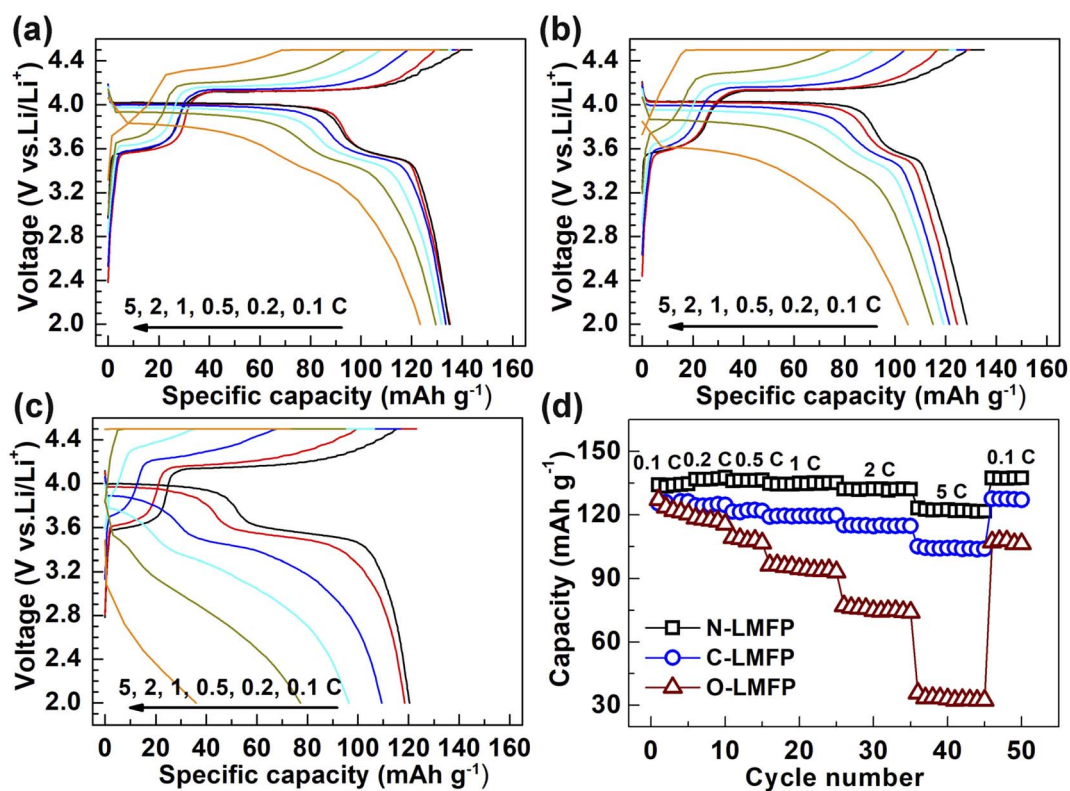 (a)
4.4
4.0
3.6
3.2
2.8
2.4
2.0
Voltage (V vs.Li/Li⁺)
5, 2, 1, 0.5, 0.2, 0.1 C
0 20 40 60 80 100 120 140 160
Specific capacity (mAh g⁻¹)
(b)
4.4
4.0
3.6
3.2
2.8
2.4
2.0
Voltage (V vs.Li/Li⁺)
5, 2, 1, 0.5, 0.2, 0.1 C
0 20 40 60 80 100 120 140 160
Specific capacity (mAh g⁻¹)
(c)
4.4
4.0
3.6
3.2
2.8
2.4
2.0
Voltage (V vs.Li/Li⁺)
5, 2, 1, 0.5, 0.2, 0.1 C
0 20 40 60 80 100 120 140 160
Specific capacity (mAh g⁻¹)
(d)
150
120
90
60
30
Capacity (mAh g⁻¹)
0.1 C 0.2 C 0.5 C 1 C 2 C 5 C 0.1 C
N-LMFP
C-LMFP
O-LMFP
0 10 20 30 40 50
Cycle number